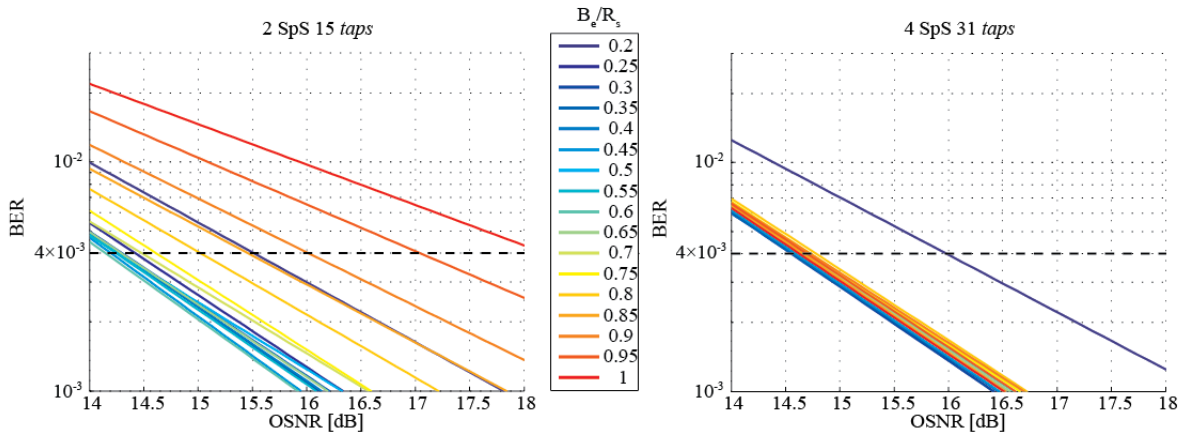 2 SpS 15 taps
BER
10⁻²
4×10⁻³
10⁻³
14 14.5 15 15.5 16 16.5 17 17.5 18
OSNR [dB]
Bₑ/Rₛ
0.2
0.25
0.3
0.35
0.4
0.45
0.5
0.55
0.6
0.65
0.7
0.75
0.8
0.85
0.9
0.95
1
4 SpS 31 taps
BER
10⁻²
4×10⁻³
10⁻³
14 14.5 15 15.5 16 16.5 17 17.5 18
OSNR [dB]